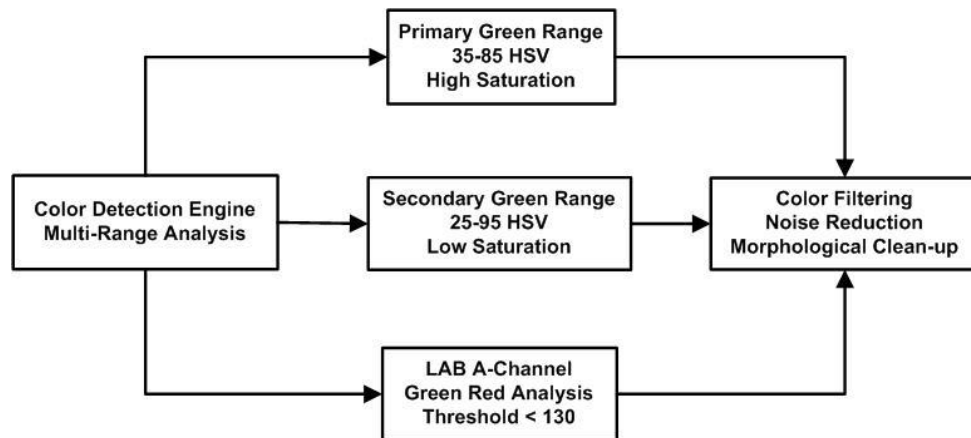 Primary Green Range
35-85 HSV
High Saturation
Color Detection Engine
Multi-Range Analysis
Secondary Green Range
25-95 HSV
Low Saturation
Color Filtering
Noise Reduction
Morphological Clean-up
LAB A-Channel
Green Red Analysis
Threshold < 130